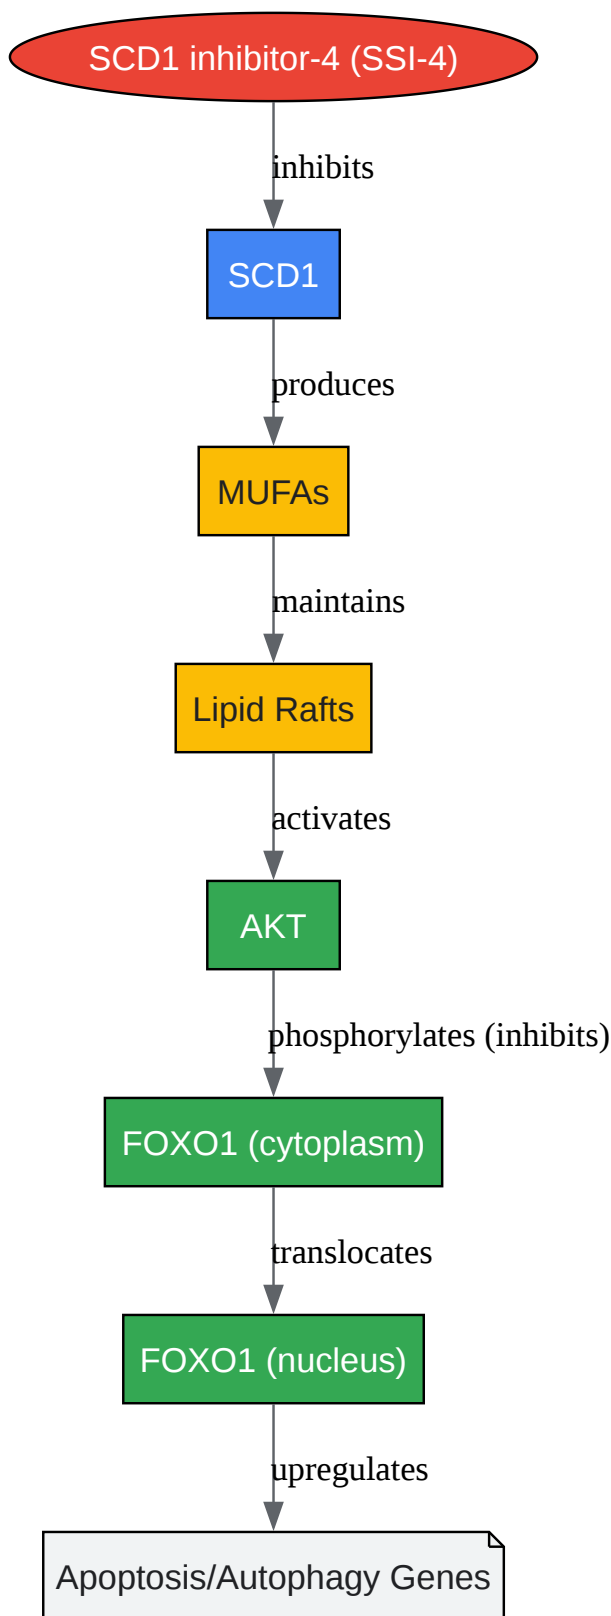 SCD1 inhibitor-4 (SSI-4)
inhibits
SCD1
produces
MUFAs
maintains
Lipid Rafts
activates
AKT
phosphorylates (inhibits)
FOXO1 (cytoplasm)
translocates
FOXO1 (nucleus)
upregulates
Apoptosis/Autophagy Genes